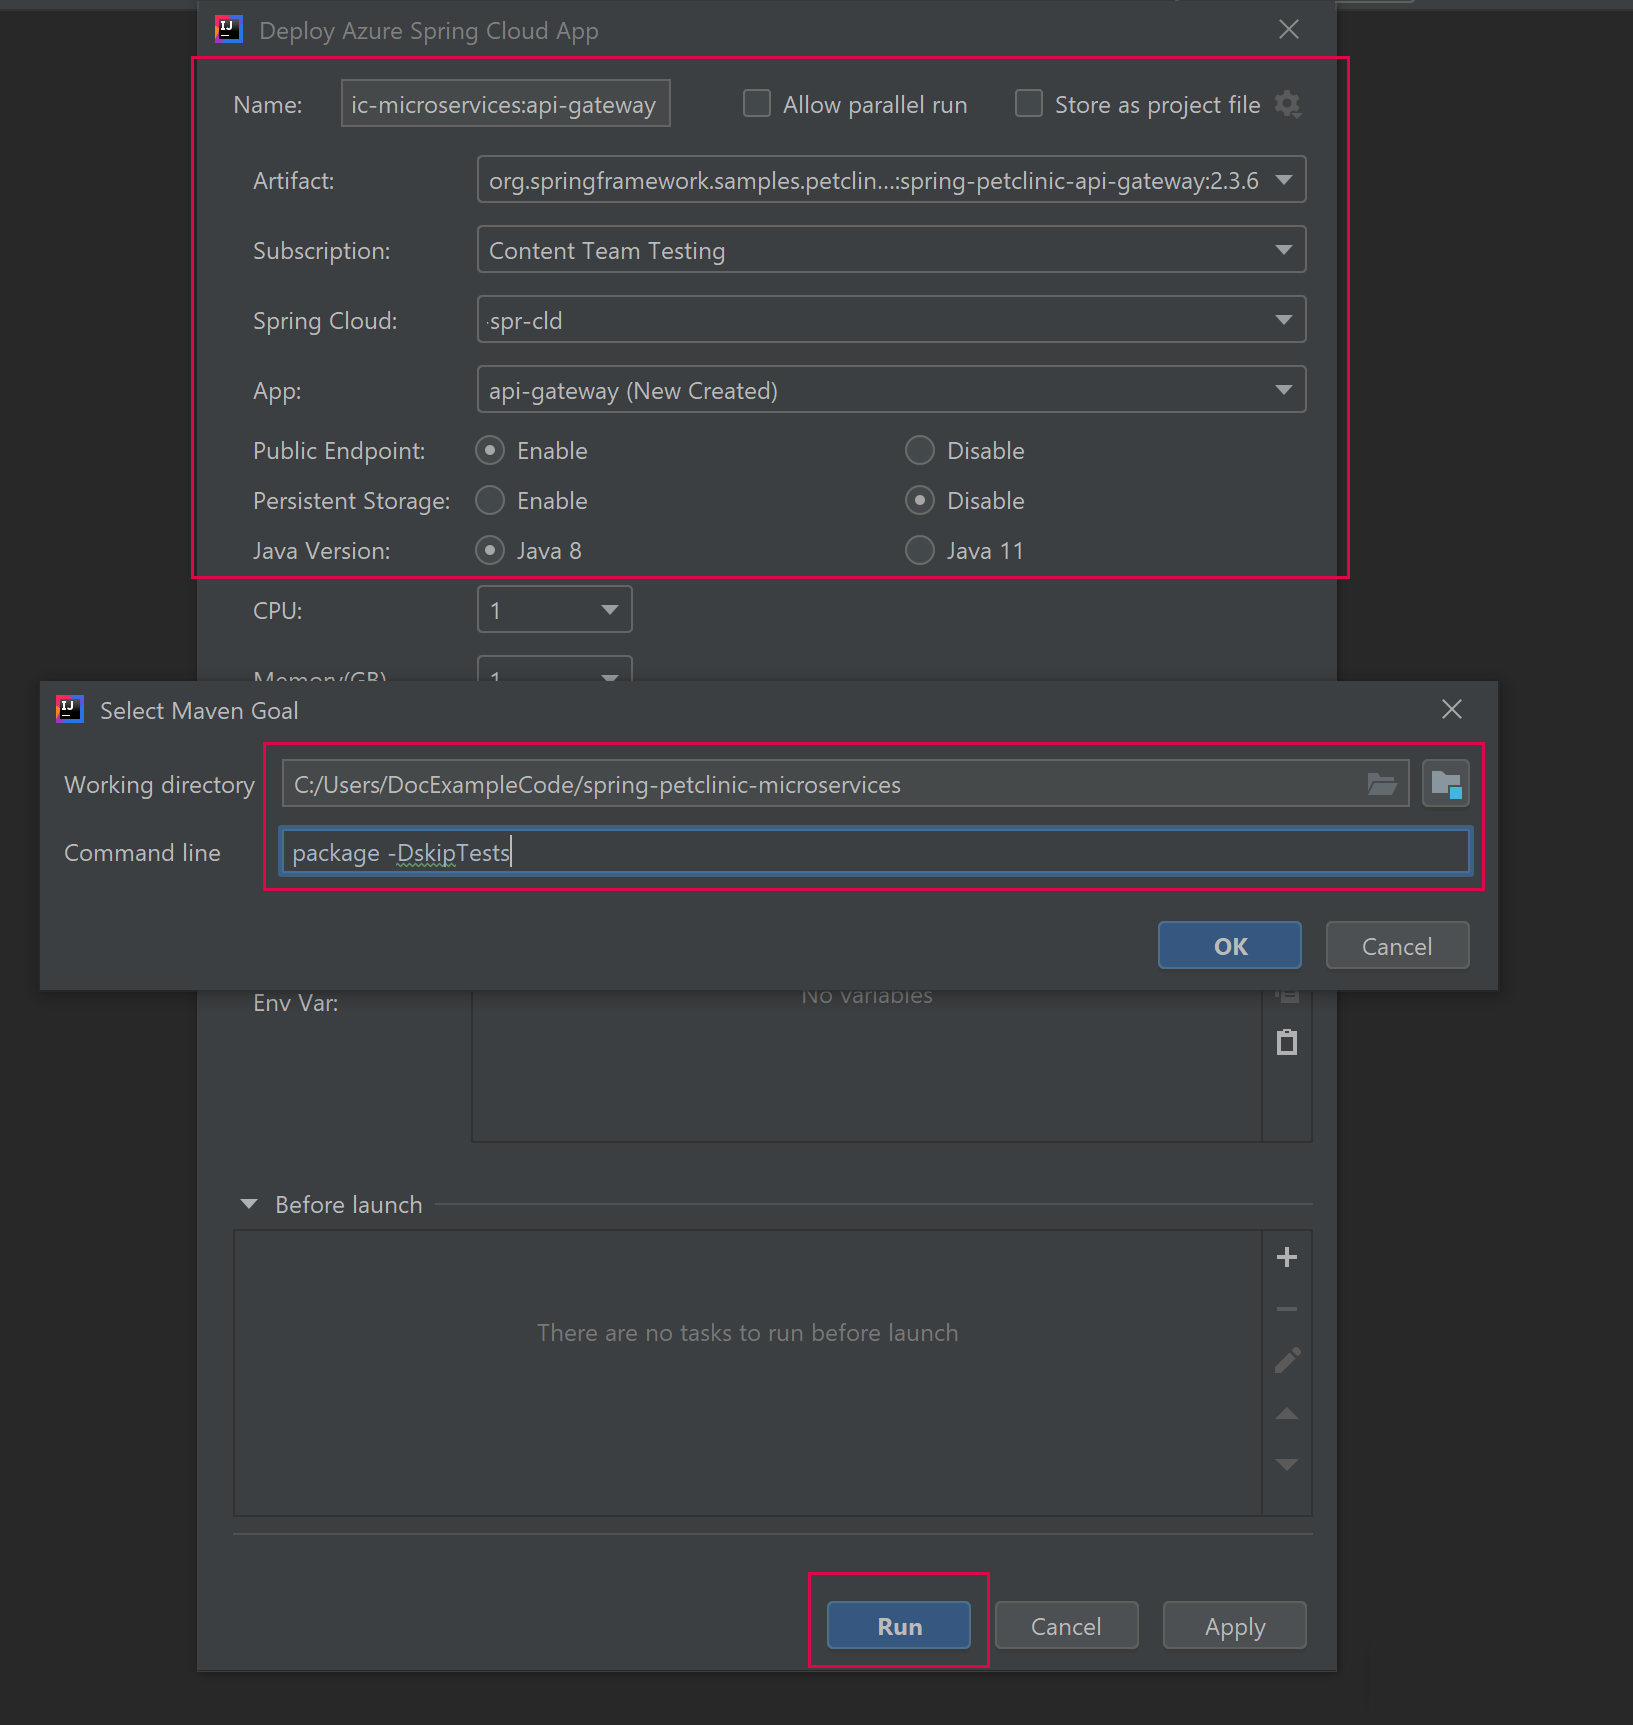 Deploy Azure Spring Cloud App
Name: ic-microservices:api-gateway Allow parallel run Store as project file
Artifact: org.springframework.samples.petclin...:spring-petclinic-api-gateway:2.3.6
Subscription: Content Team Testing
Spring Cloud: -spr-cld
App: api-gateway (New Created)
Public Endpoint: Enable Disable
Persistent Storage: Enable Disable
Java Version: Java 8 Java 11
CPU: 1
Memory(GB) 1
Select Maven Goal
Working directory C:/Users/DocExampleCode/spring-petclinic-microservices
Command line package -DskipTests
OK Cancel
Env Var: No variables
Before launch
There are no tasks to run before launch
Run Cancel Apply